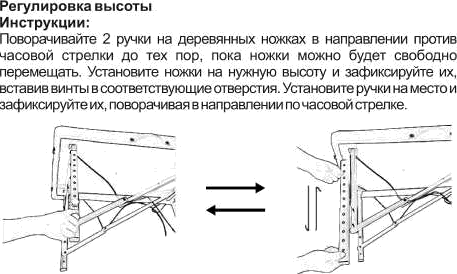 Регулировка высоты
Инструкции:
Поворачивайте 2 ручки на деревянных ножках в направлении против
часовой стрелки до тех пор, пока ножки можно будет свободно
перемещать. Установите ножки на нужную высоту и зафиксируйте их,
вставив винты в соответствующие отверстия. Установите ручки на место и
зафиксируйте их, поворачивая в направлении по часовой стрелке.